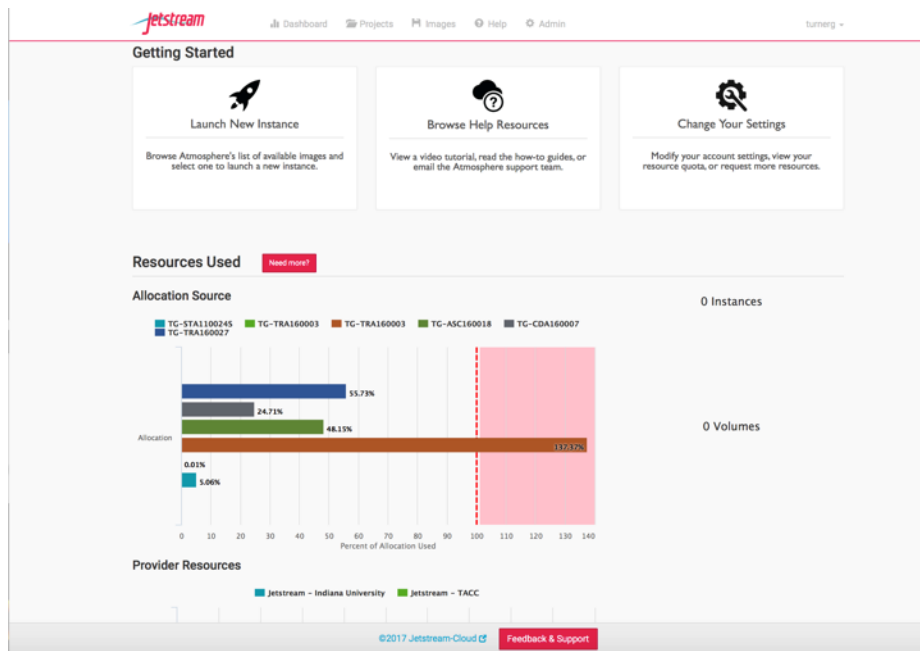 Jetstream
Dashboard Projects Images Help Admin turnerg
Getting Started
Launch New Instance
Browse Atmosphere's list of available images and
select one to launch a new instance.
Browse Help Resources
View a video tutorial, read the how-to guides, or
email the Atmosphere support team.
Change Your Settings
Modify your account settings, view your
resource quota, or request more resources.
Resources Used Need more?
Allocation Source
0 Instances
TG-STA110024S TG-TRA160003 TG-TRA160003 TG-ASC160018 TG-CDA160007
TG-TRA160027
55.73%
24.71%
48.15%
0 Volumes
Allocation
137.37%
0.01%
5.06%
0 10 20 30 40 50 60 70 80 90 100 110 120 130 140
Percent of Allocation Used
Provider Resources
Jetstream - Indiana University Jetstream - TACC
©2017 Jetstream-Cloud Feedback & Support